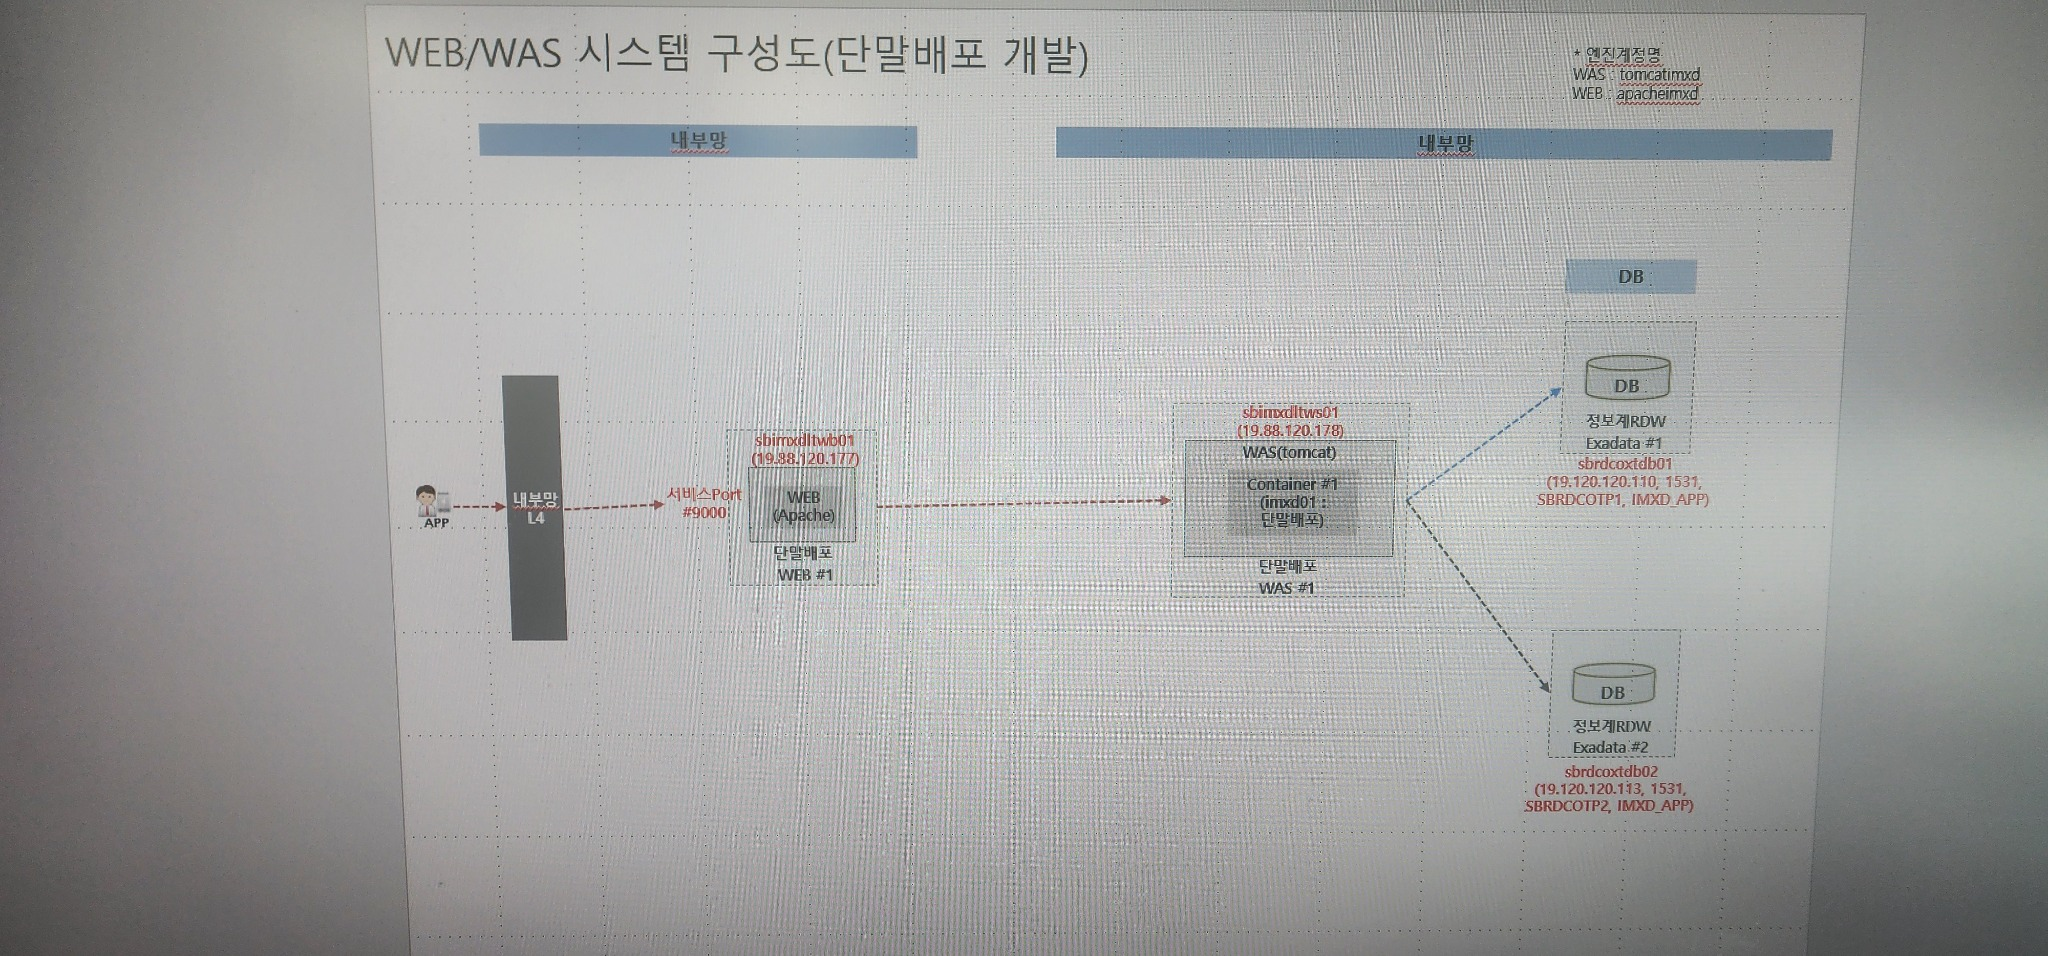 WEB/WAS 시스템 구성도(단말배포 개발)
* 엔진계정명
WAS : tomcatimxd
WEB : apacheimxd
내부망
내부망
DB
DB
정보계RDW
Exadata #1
sbrdcoxtdb01
(19.120.120.110, 1531,
SBRDCOTP1, IMXD_APP)
APP
내부망
L4
서비스Port
#9000
sbimxdltwb01
(19.88.120.177)
WEB
(Apache)
단말배포
WEB #1
sbimxdltws01
(19.88.120.178)
WAS(tomcat)
Container #1
(imxd01 :
단말배포)
단말배포
WAS #1
DB
정보계RDW
Exadata #2
sbrdcoxtdb02
(19.120.120.113, 1531,
SBRDCOTP2, IMXD_APP)